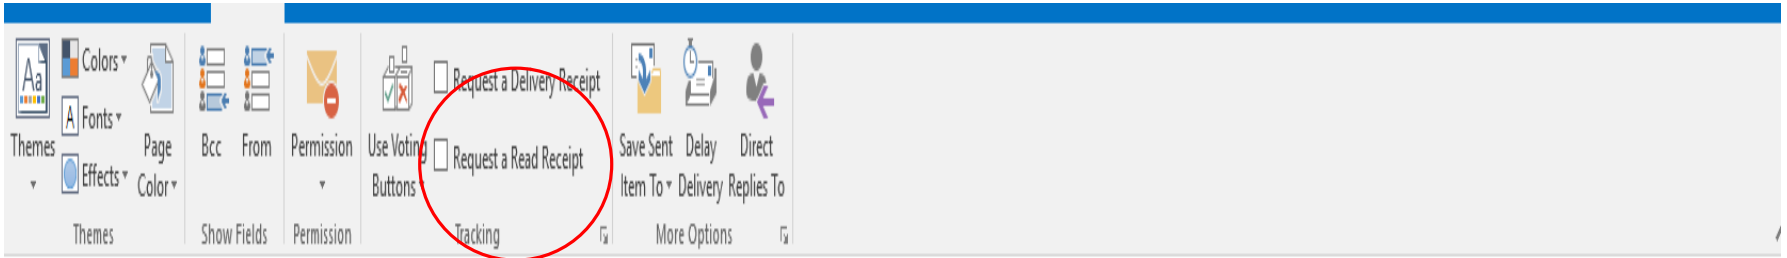 Aa
Themes
Colors
A Fonts
Effects
Page
Color
Themes
Bcc
From
Show Fields
Permission
Permission
Use Voting
Buttons
Request a Delivery Receipt
Request a Read Receipt
Tracking
Save Sent
Item To
Delay
Delivery
Direct
Replies To
More Options